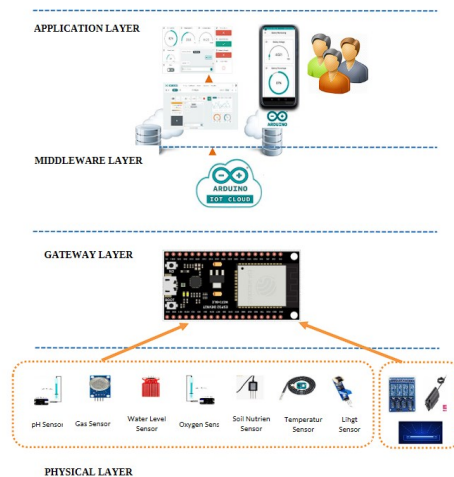 APPLICATION LAYER
ARDUINO
MIDDLEWARE LAYER
ARDUINO
IOT CLOUD
GATEWAY LAYER
pH Sensor
Gas Sensor
Water Level
Sensor
Oxygen Sens
Soil Nutrien
Sensor
Temperatur
Sensor
Lihgt
Sensor
PHYSICAL LAYER